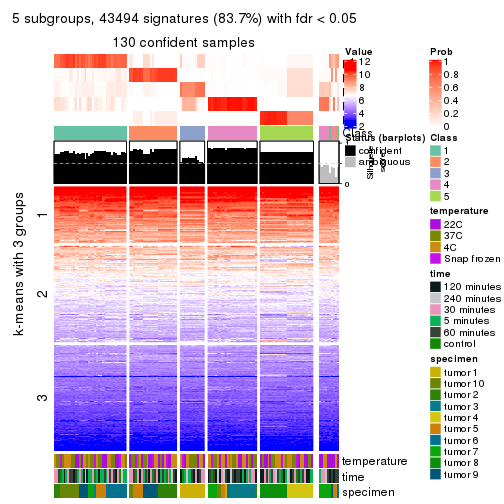 5 subgroups, 43494 signatures (83.7%) with fdr < 0.05
130 confident samples
k-means with 3 groups
1
2
3
Value
12
10
8
6
4
2
Class
Status (barplots)
confident
ambiguous
0
temperature
time
specimen
Prob
1
0.8
0.6
0.4
0.2
0
Class
1
2
3
4
5
temperature
22C
37C
4C
Snap frozen
time
120 minutes
240 minutes
30 minutes
5 minutes
60 minutes
control
specimen
tumor 1
tumor 10
tumor 2
tumor 3
tumor 4
tumor 5
tumor 6
tumor 7
tumor 8
tumor 9